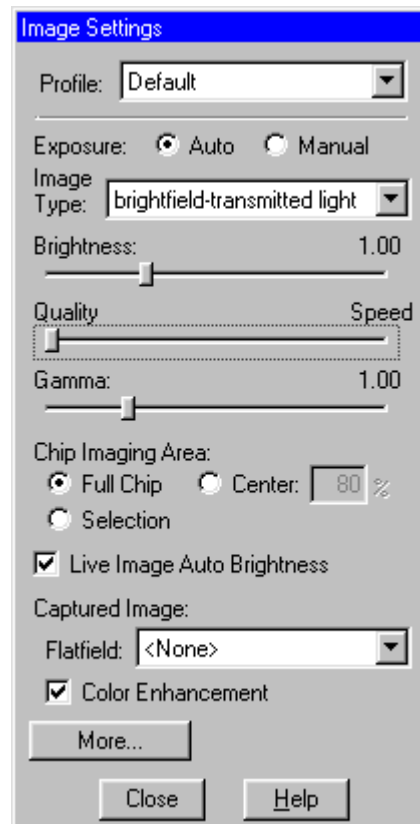 Image Settings
Profile: Default
Exposure: Auto Manual
Image
Type: brightfield-transmitted light
Brightness: 1.00
Quality Speed
Gamma: 1.00
Chip Imaging Area:
Full Chip Center: 80 %
Selection
Live Image Auto Brightness
Captured Image:
Flatfield: <None>
Color Enhancement
More...
Close Help